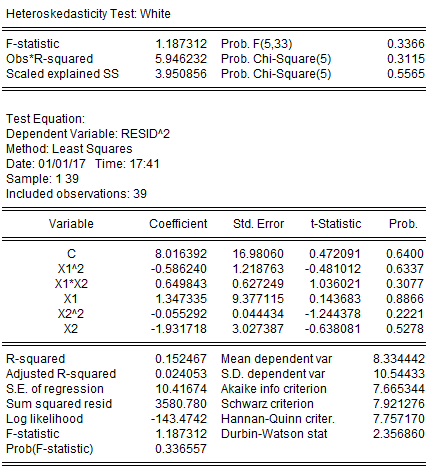 Heteroskedasticity Test: White
F-statistic 1.187312 Prob. F(5,33) 0.3366
Obs*R-squared 5.946232 Prob. Chi-Square(5) 0.3115
Scaled explained SS 3.950856 Prob. Chi-Square(5) 0.5565
Test Equation:
Dependent Variable: RESID^2
Method: Least Squares
Date: 01/01/17 Time: 17:41
Sample: 1 39
Included observations: 39
Variable Coefficient Std. Error t-Statistic Prob.
C 8.016392 16.98060 0.472091 0.6400
X1^2 -0.586240 1.218763 -0.481012 0.6337
X1*X2 0.649843 0.627249 1.036021 0.3077
X1 1.347335 9.377115 0.143683 0.8866
X2^2 -0.055292 0.044434 -1.244378 0.2221
X2 -1.931718 3.027387 -0.638081 0.5278
R-squared 0.152467 Mean dependent var 8.334442
Adjusted R-squared 0.024053 S.D. dependent var 10.54433
S.E. of regression 10.41674 Akaike info criterion 7.665344
Sum squared resid 3580.780 Schwarz criterion 7.921276
Log likelihood -143.4742 Hannan-Quinn criter. 7.757170
F-statistic 1.187312 Durbin-Watson stat 2.356860
Prob(F-statistic) 0.336557